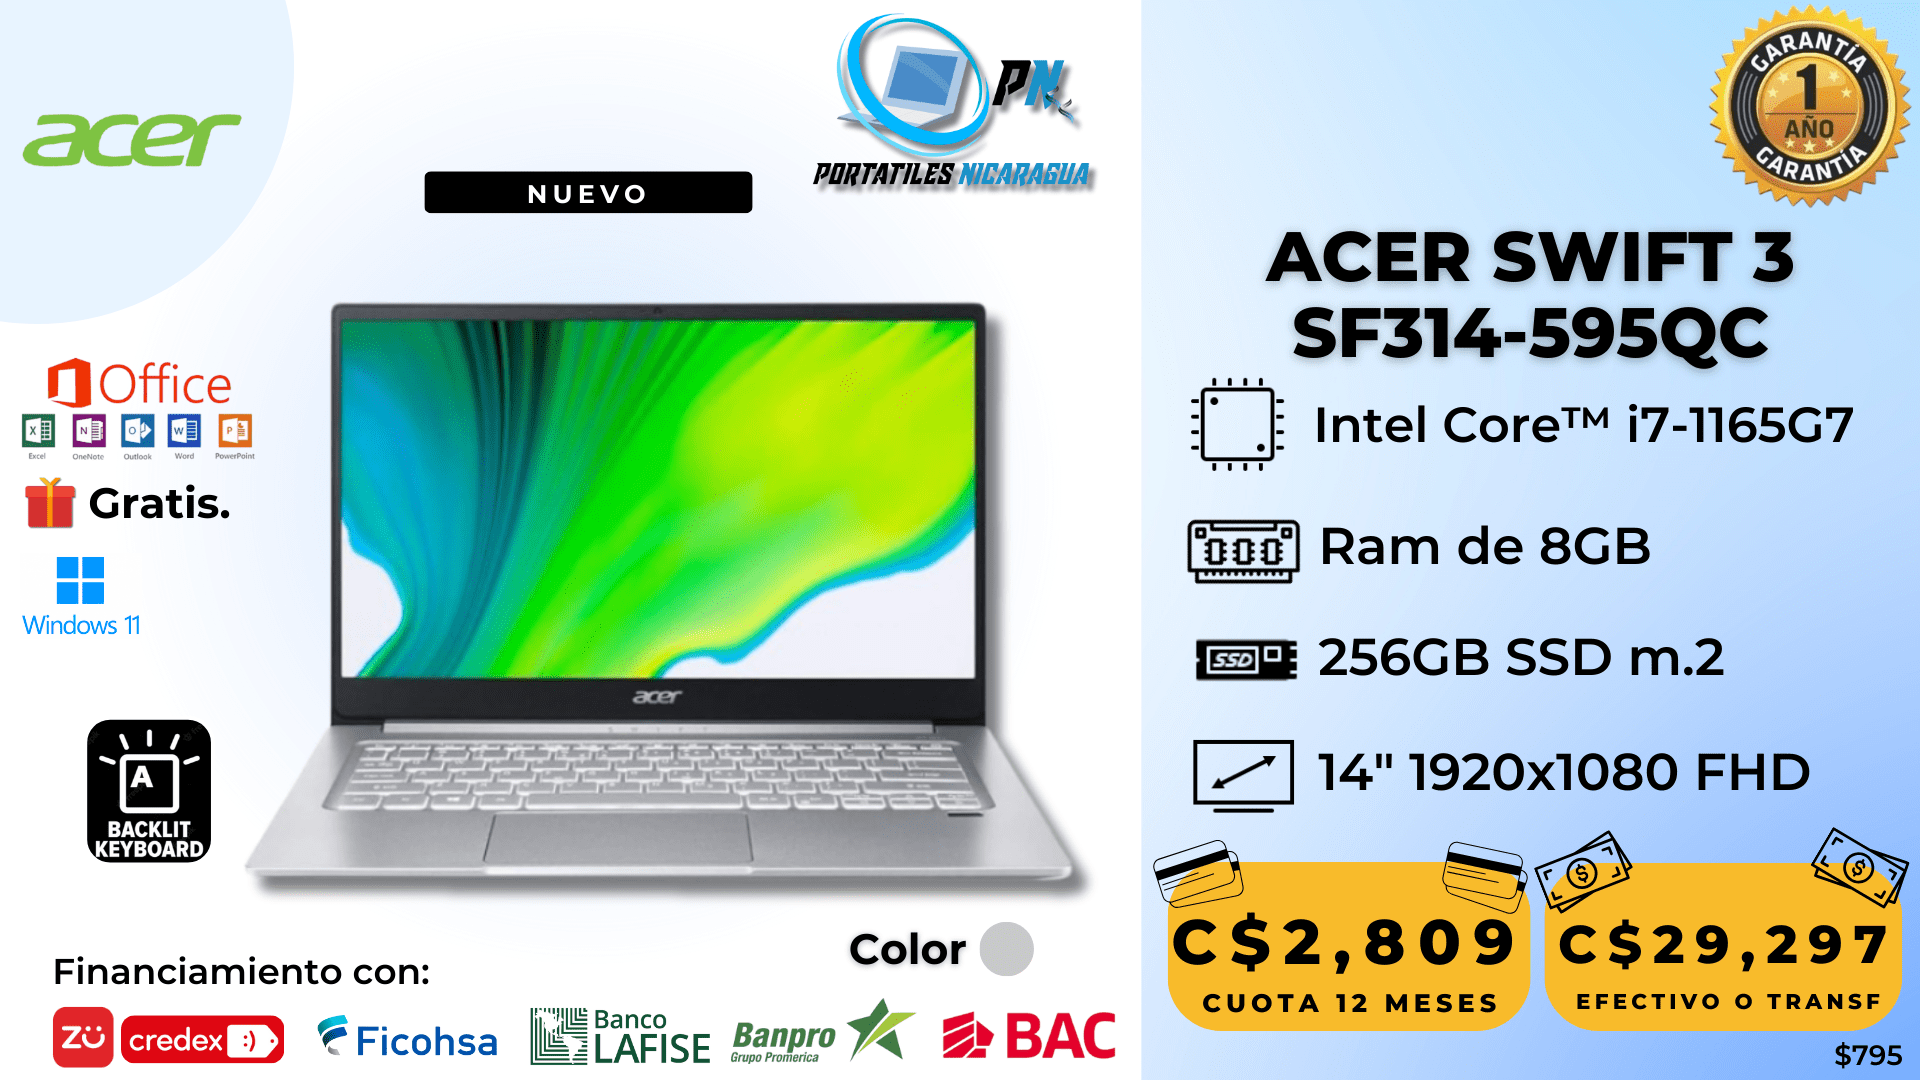 acer
PN
PORTATILES NICARAGUA
NUEVO
Office
Excel
OneNote
Outlook
Word
PowerPoint
Gratis.
Windows 11
A
BACKLIT
KEYBOARD
acer
Color
Financiamiento con:
zū
credex :)
Ficohsa
Banco
LAFISE
Banpro
Grupo Promerica
BAC
GARANTÍA
1
AÑO
GARANTÍA
ACER SWIFT 3
SF314-595QC
Intel Core™ i7-1165G7
Ram de 8GB
SSD
256GB SSD m.2
14" 1920x1080 FHD
C$2,809
CUOTA 12 MESES
C$29,297
EFECTIVO O TRANSF
$795